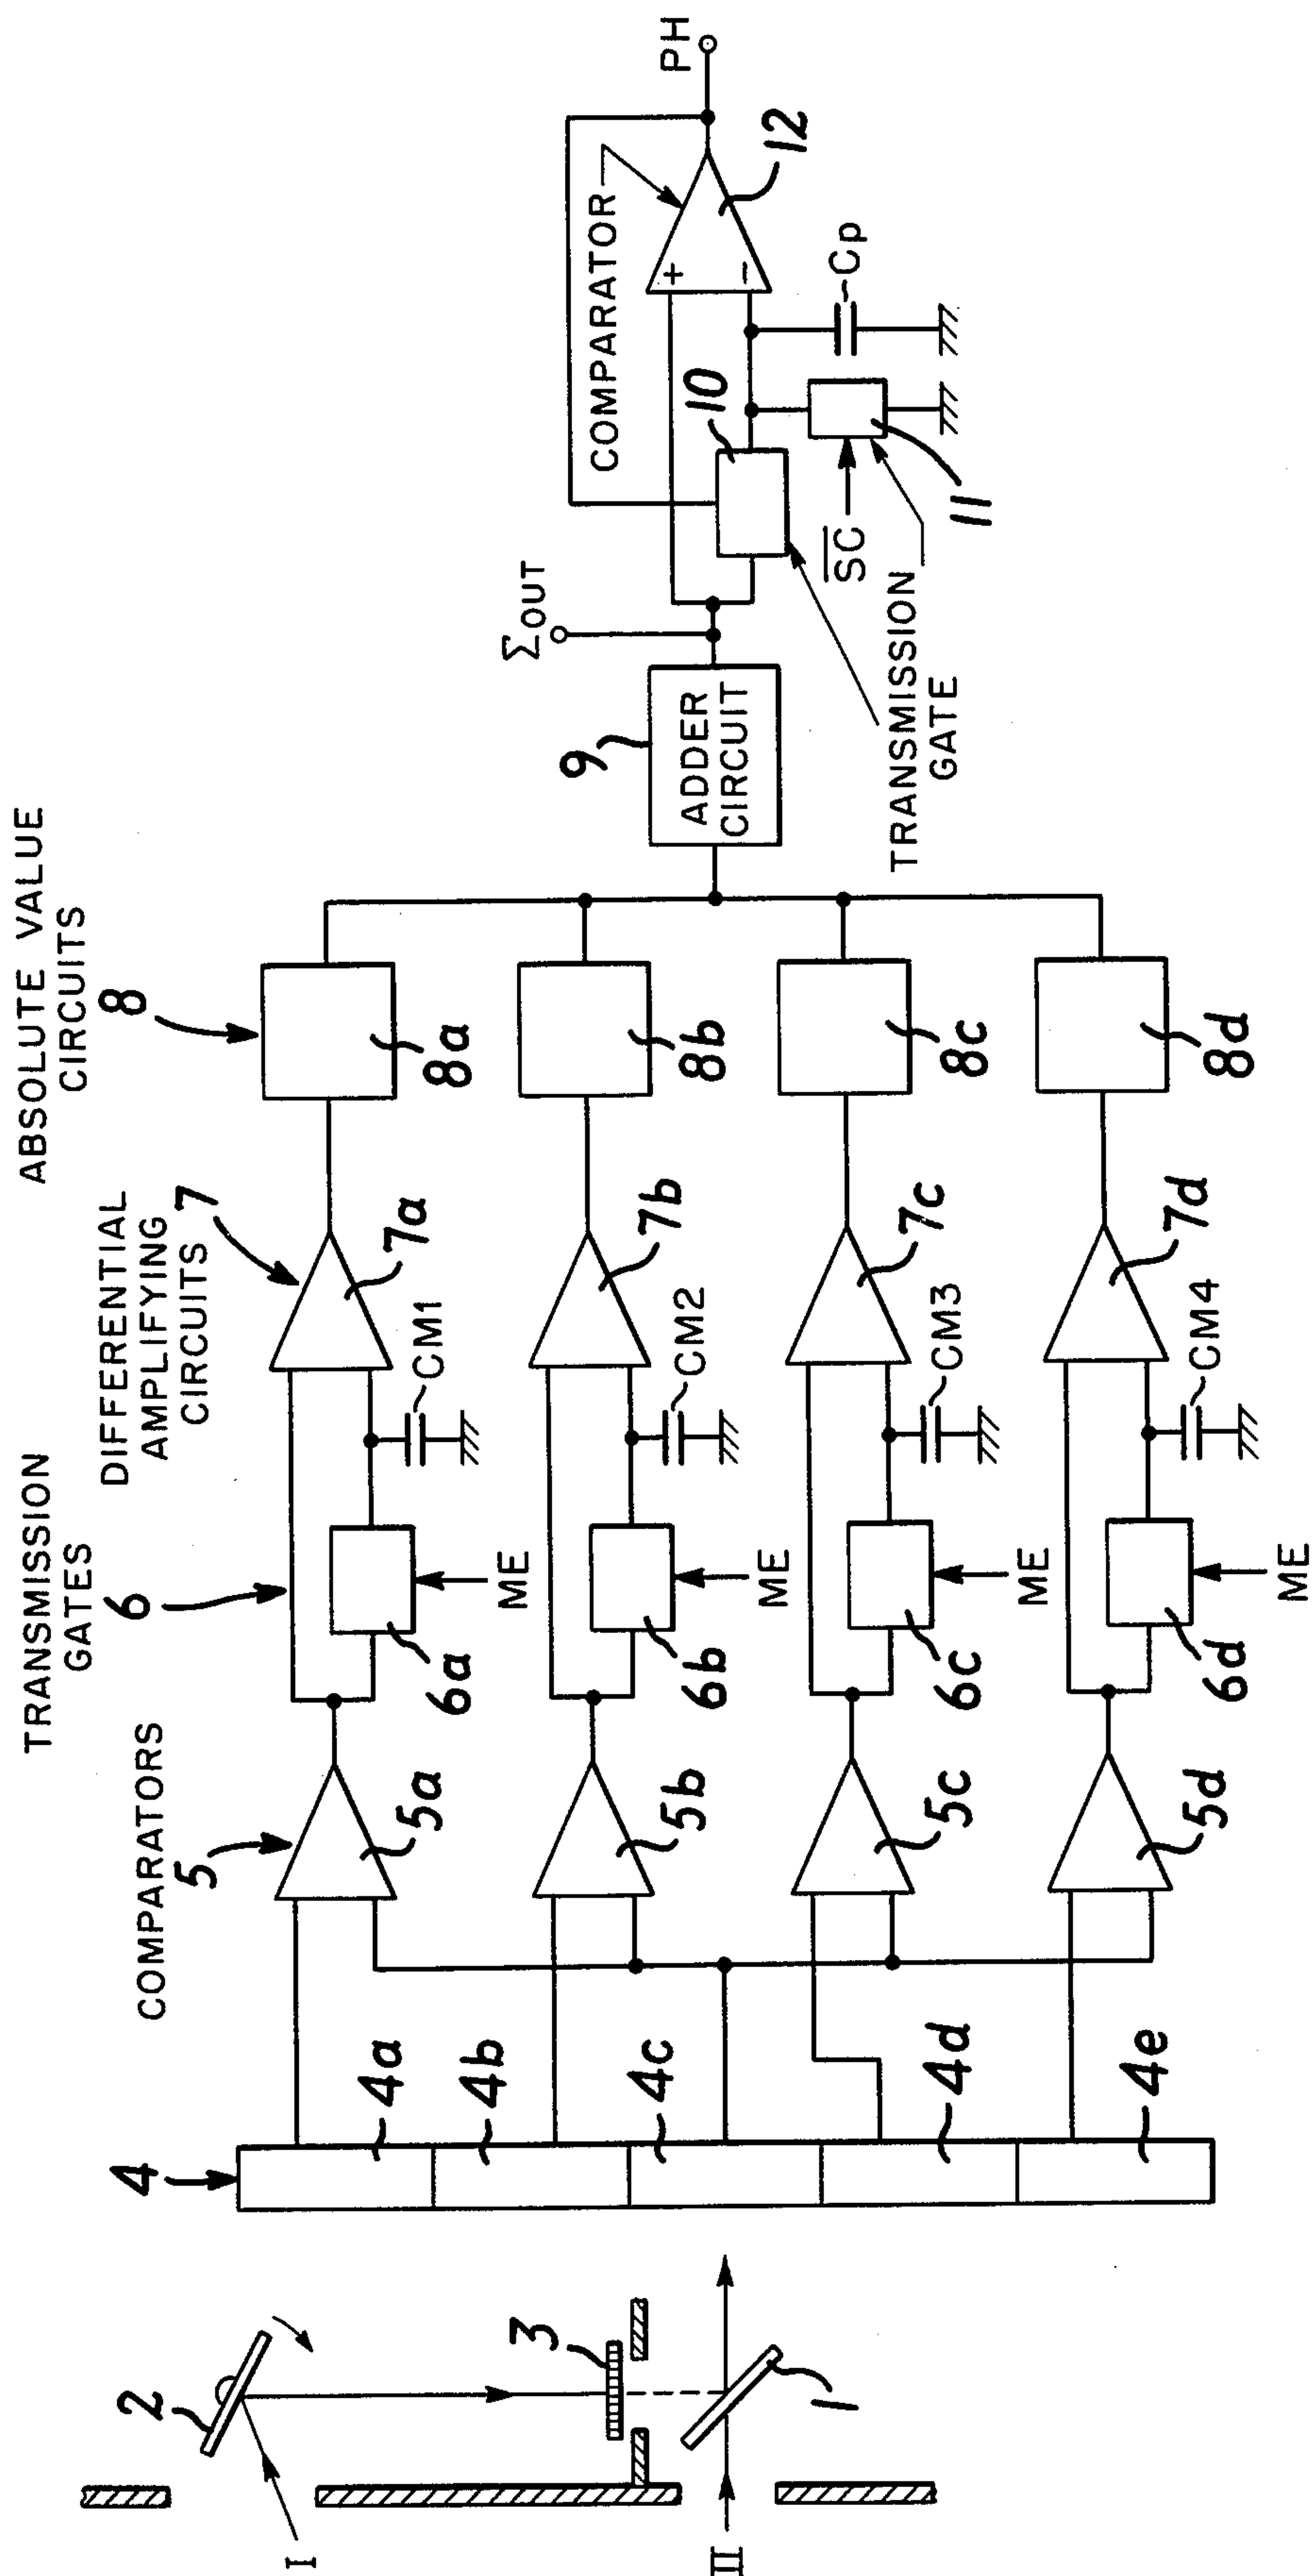 ABSOLUTE VALUE
CIRCUITS
DIFFERENTIAL
AMPLIFYING
CIRCUITS
TRANSMISSION
GATES
COMPARATORS
8
7
6
5
4
2
I
3
II
1
4a
4b
4c
4d
4e
5a
5b
5c
5d
6a
6b
6c
6d
ME
ME
ME
ME
CM1
CM2
CM3
CM4
7a
7b
7c
7d
8a
8b
8c
8d
9
ADDER
CIRCUIT
ΣOUT
TRANSMISSION
GATE
10
11
S̅C̅
Cp
COMPARATOR
+
−
12
PH